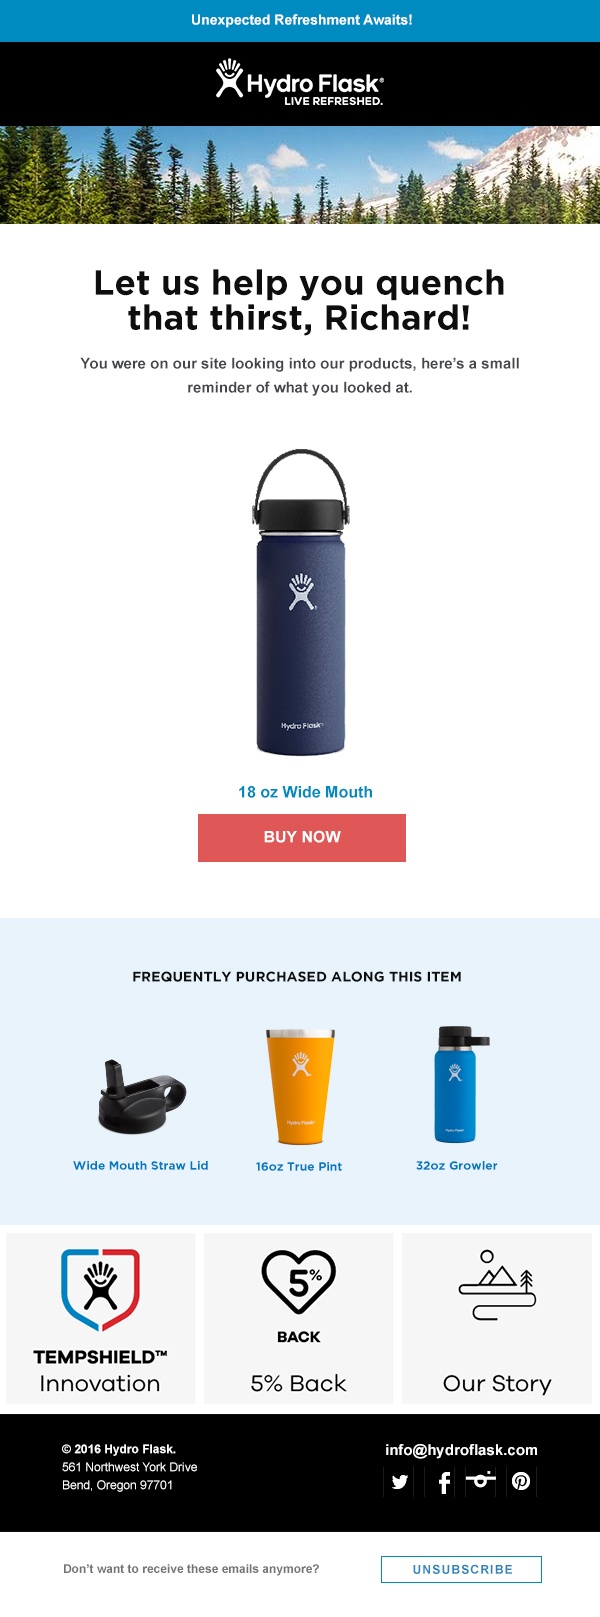 Unexpected Refreshment Awaits!
Hydro Flask®
LIVE REFRESHED.
Let us help you quench
that thirst, Richard!
You were on our site looking into our products, here's a small
reminder of what you looked at.
Hydro Flask™
18 oz Wide Mouth
BUY NOW
FREQUENTLY PURCHASED ALONG THIS ITEM
Hydro Flask
Hydro Flask
Wide Mouth Straw Lid
16oz True Pint
32oz Growler
5%
BACK
TEMPSHIELD™
Innovation
5% Back
Our Story
© 2016 Hydro Flask.
561 Northwest York Drive
Bend, Oregon 97701
info@hydroflask.com
Don't want to receive these emails anymore?
UNSUBSCRIBE